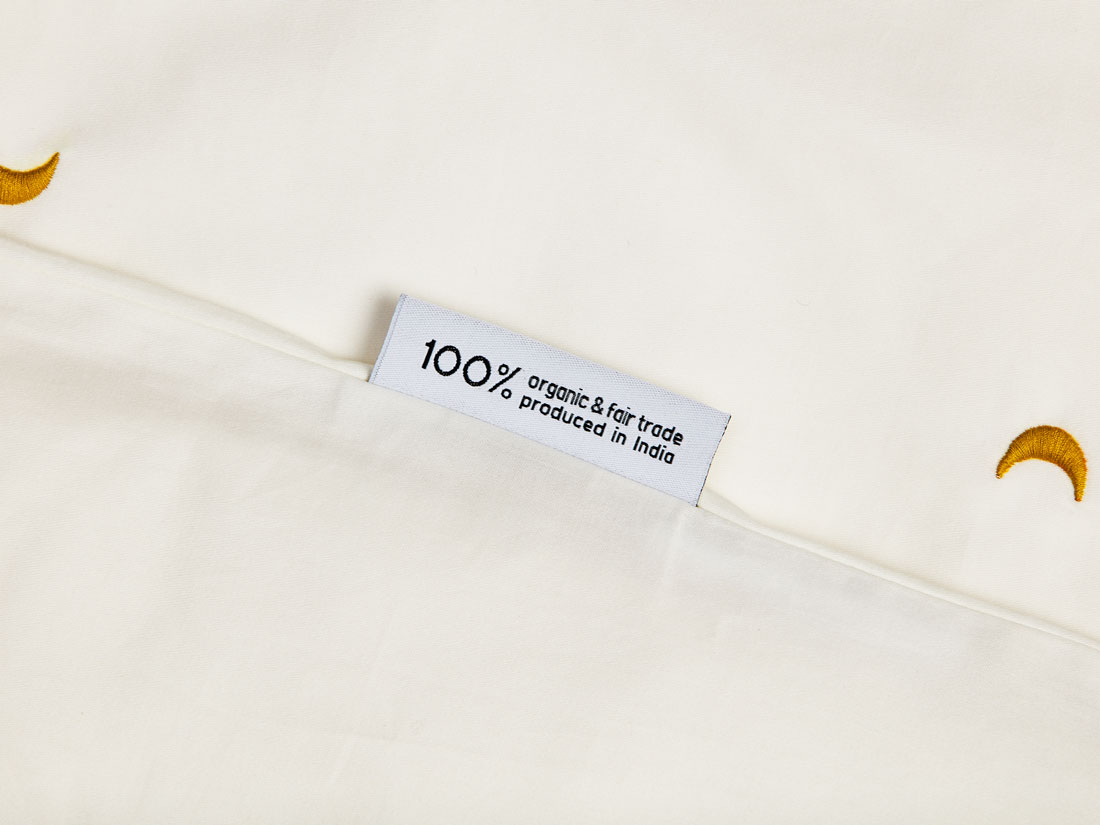 100% organic & fair trade
produced in India